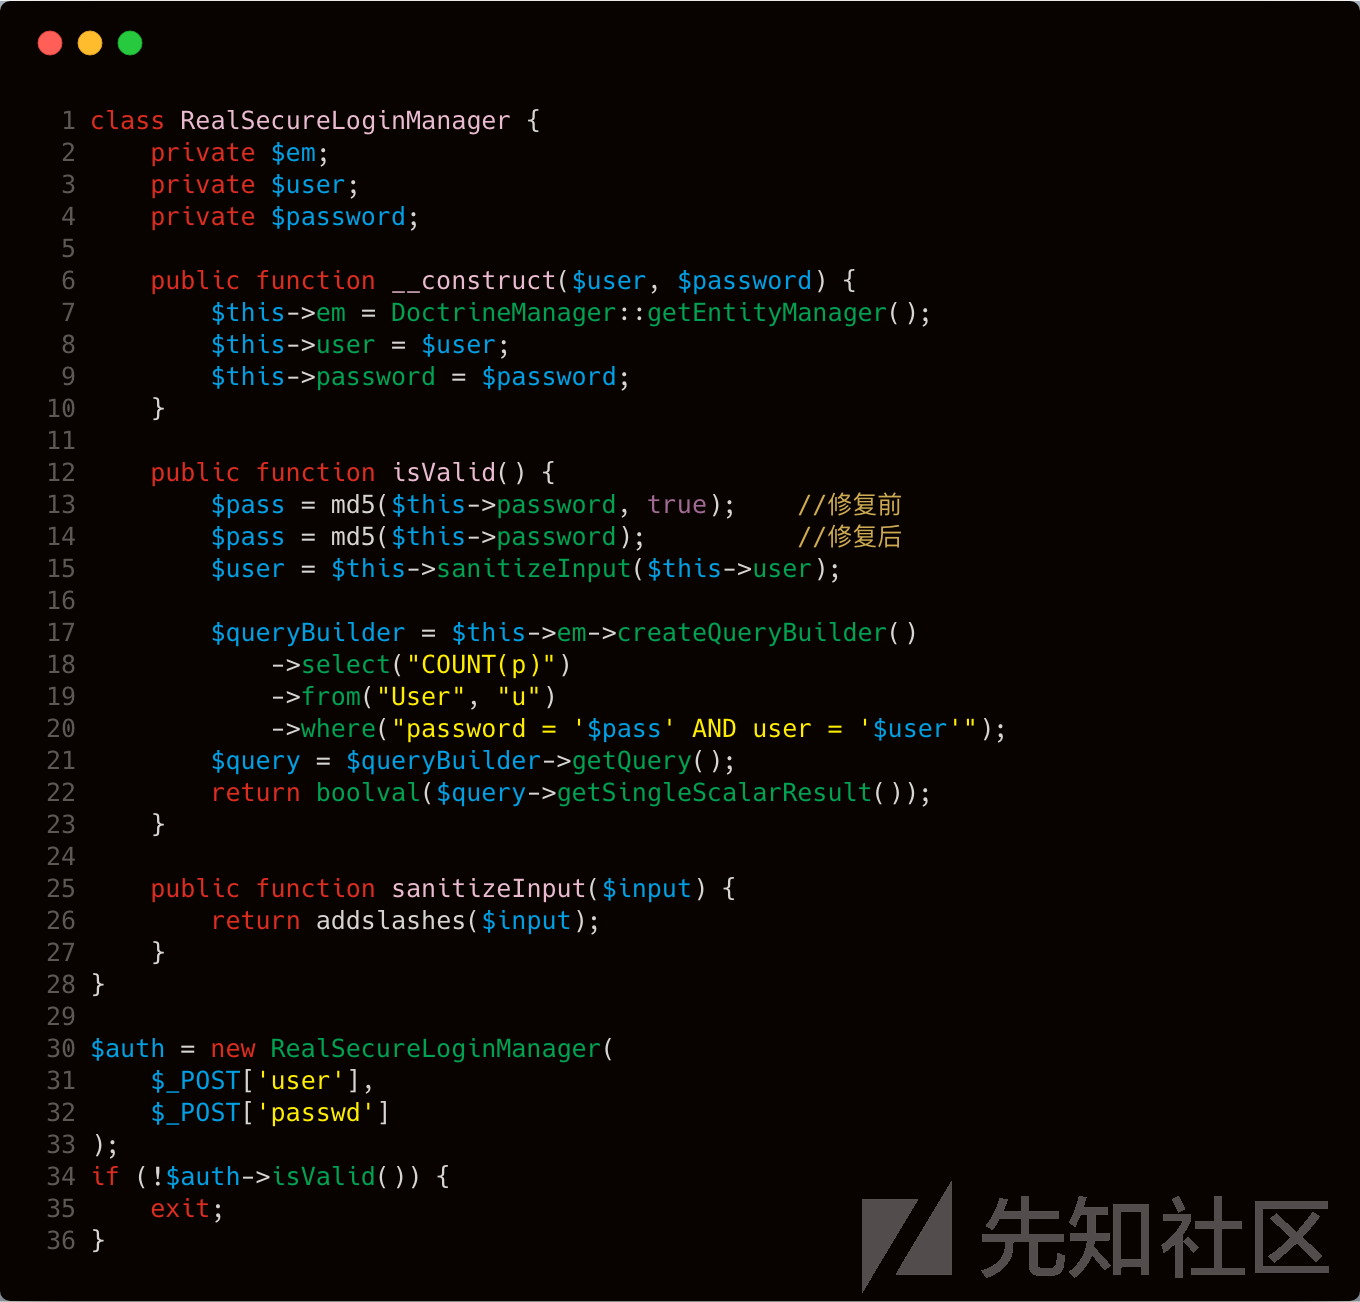 1 class RealSecureLoginManager {
2     private $em;
3     private $user;
4     private $password;
5
6     public function __construct($user, $password) {
7         $this->em = DoctrineManager::getEntityManager();
8         $this->user = $user;
9         $this->password = $password;
10     }
11
12     public function isValid() {
13         $pass = md5($this->password, true);    //修复前
14         $pass = md5($this->password);          //修复后
15         $user = $this->sanitizeInput($this->user);
16
17         $queryBuilder = $this->em->createQueryBuilder()
18             ->select("COUNT(p)")
19             ->from("User", "u")
20             ->where("password = '$pass' AND user = '$user'");
21         $query = $queryBuilder->getQuery();
22         return boolval($query->getSingleScalarResult());
23     }
24
25     public function sanitizeInput($input) {
26         return addslashes($input);
27     }
28 }
29
30 $auth = new RealSecureLoginManager(
31     $_POST['user'],
32     $_POST['passwd']
33 );
34 if (!$auth->isValid()) {
35     exit;
36 }
先知社区